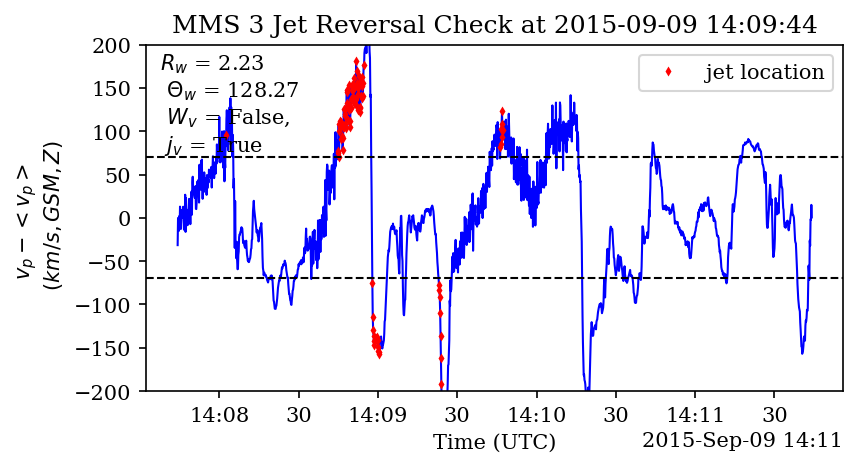 MMS 3 Jet Reversal Check at 2015-09-09 14:09:44
R_w = 2.23
Θ_w = 128.27
W_v = False,
j_v = True
jet location
v_p − <v_p>
(km/s, GSM, Z)
200
150
100
50
0
−50
−100
−150
−200
14:08 30 14:09 30 14:10 30 14:11 30
Time (UTC)
2015-Sep-09 14:11